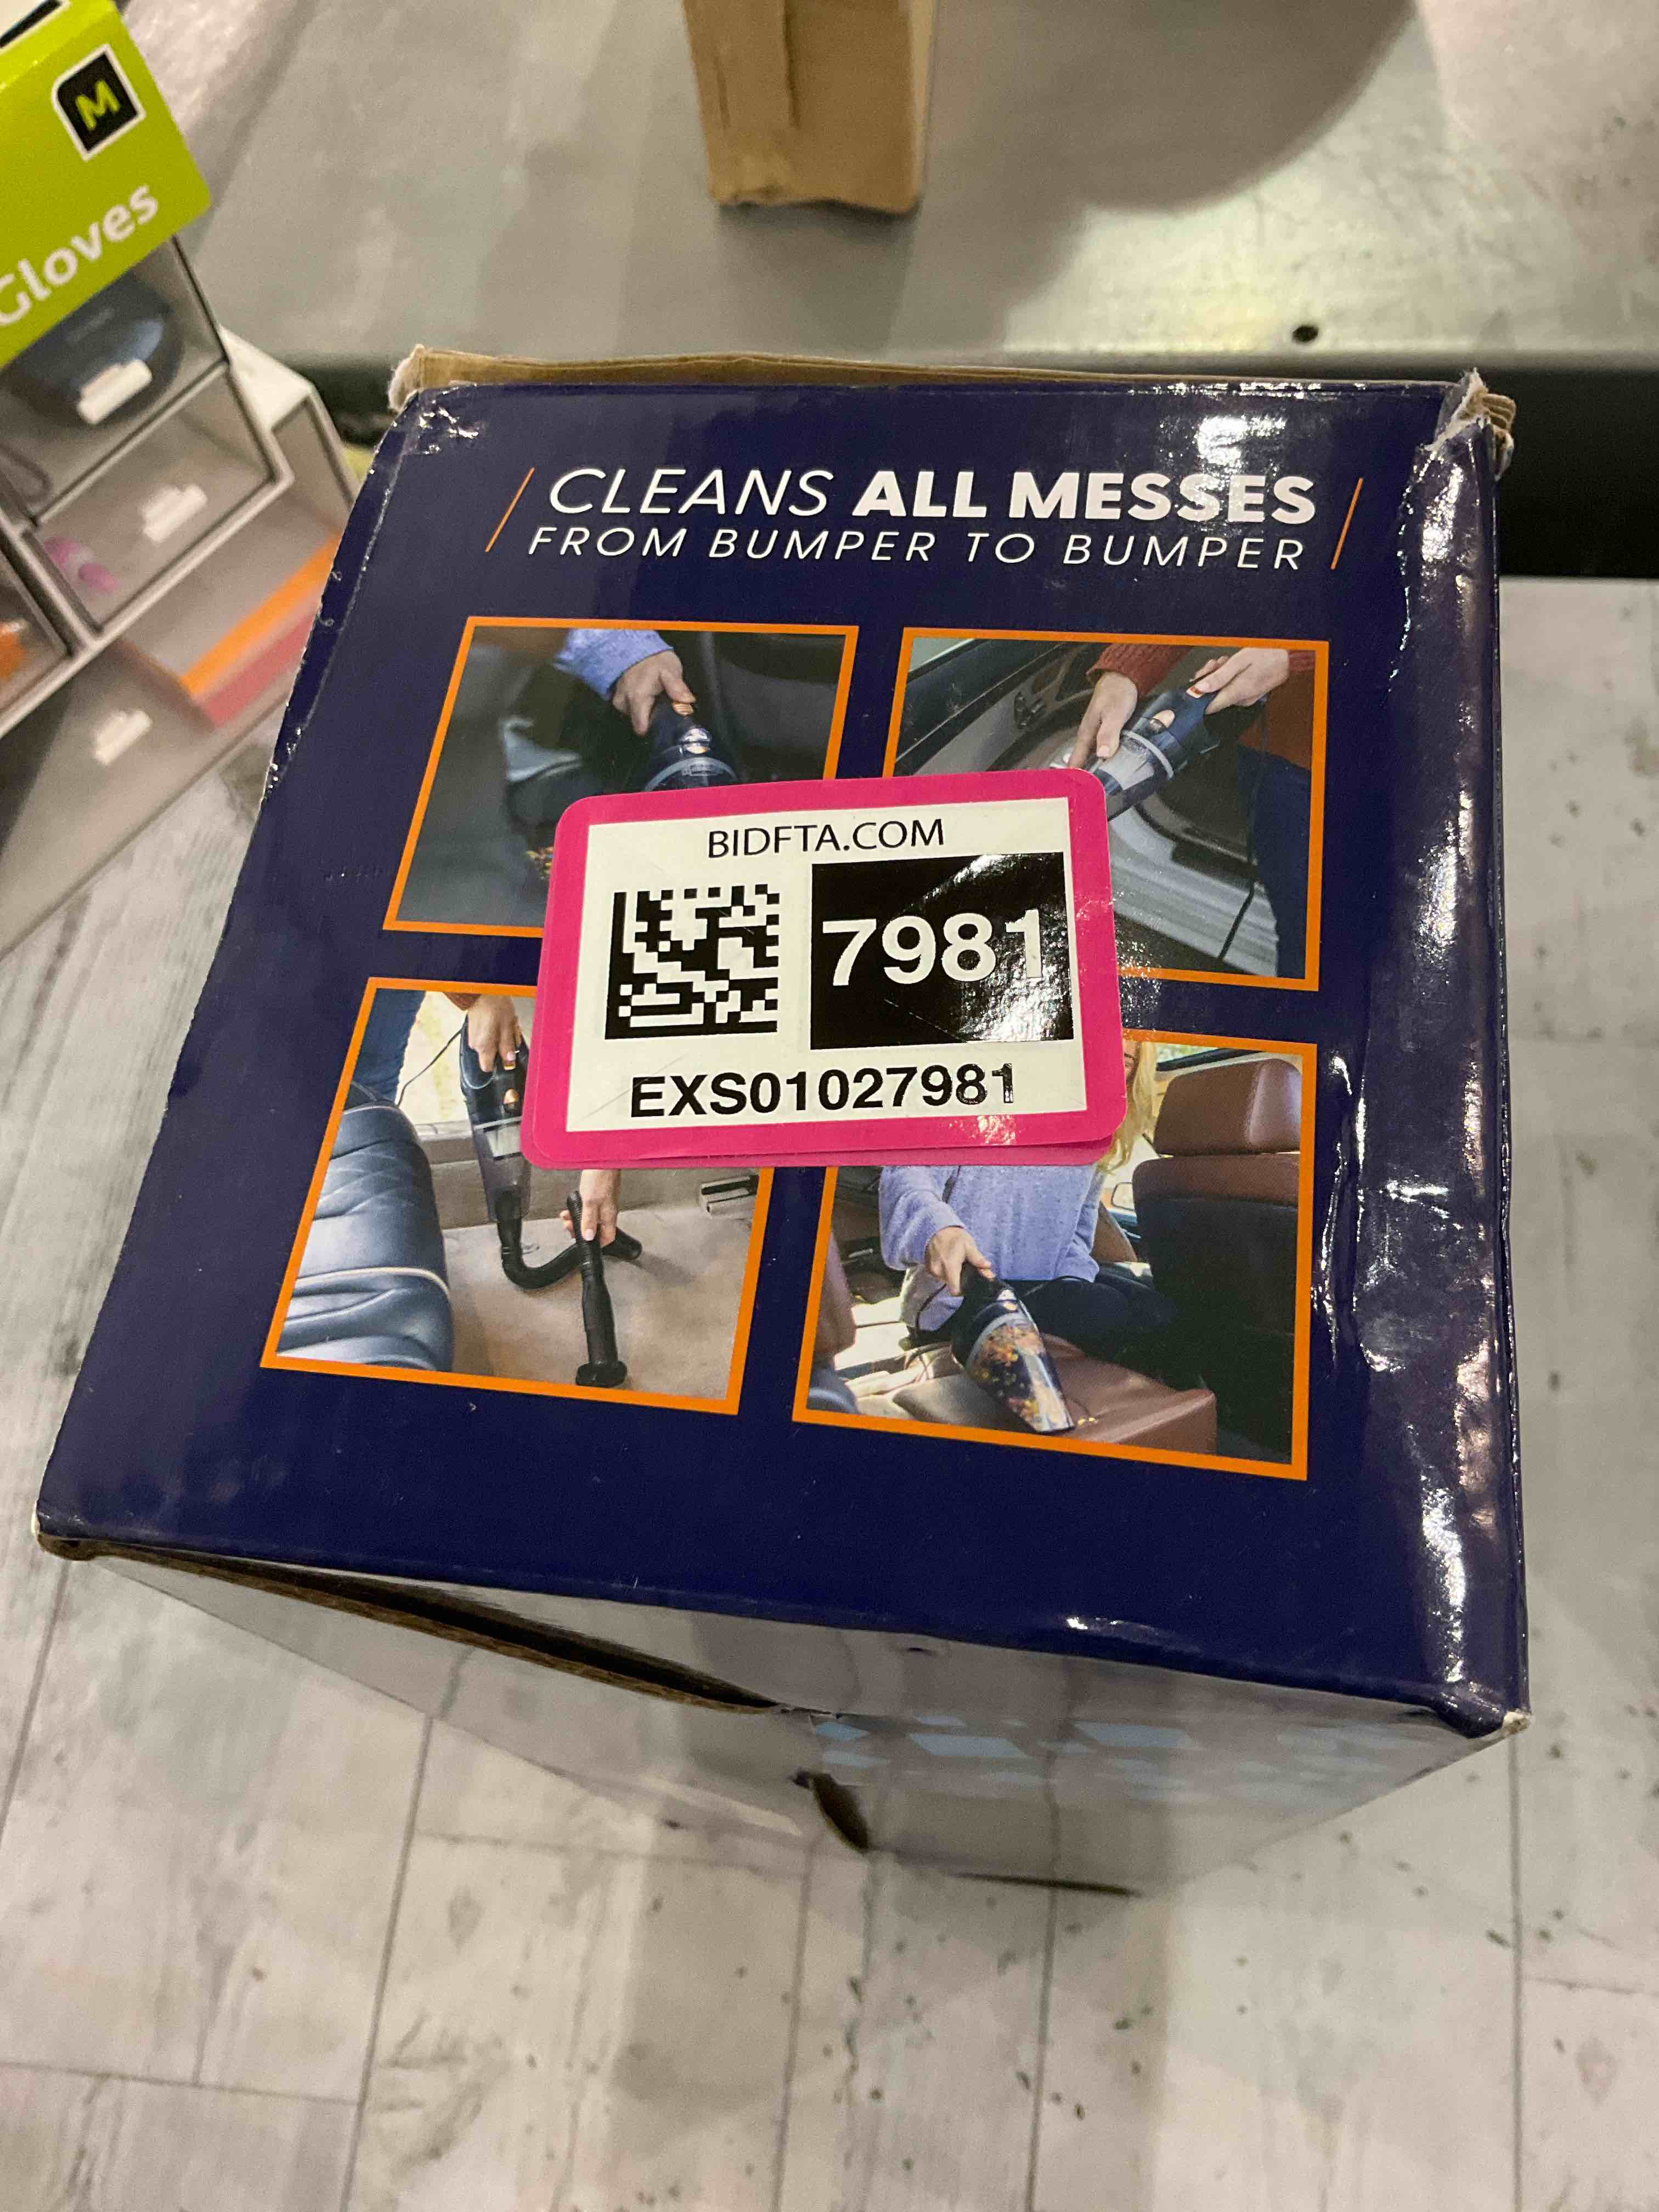 M
Gloves
CLEANS ALL MESSES
FROM BUMPER TO BUMPER
BIDFTA.COM
7981
EXS01027981